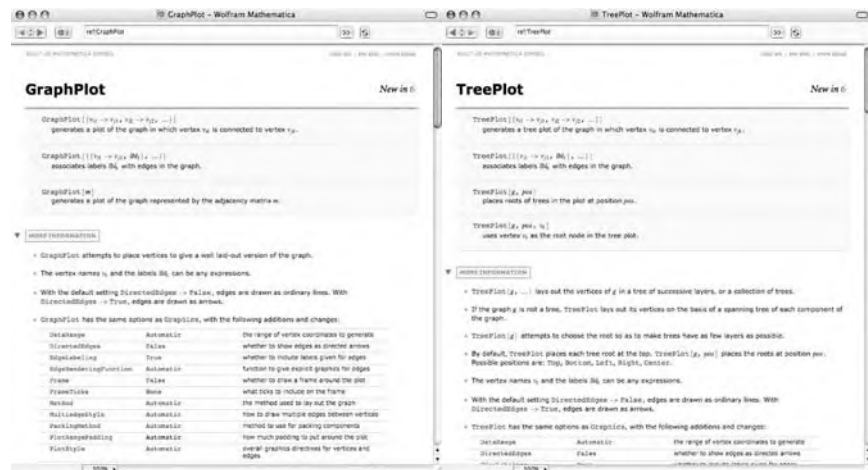 GraphPlot – Wolfram Mathematica
ref/GraphPlot
BUILT-IN MATHEMATICA SYMBOL
GraphPlot
New in 6
generates a plot of the graph in which vertex is connected to vertex
associates labels with edges in the graph.
GraphPlot[m]
generates a plot of the graph represented by the adjacency matrix m.
MORE INFORMATION
GraphPlot attempts to place vertices to give a well laid-out version of the graph.
The vertex names and the labels can be any expressions.
With the default setting DirectedEdges -> False, edges are drawn as ordinary lines. With
DirectedEdges -> True, edges are drawn as arrows.
GraphPlot has the same options as Graphics, with the following additions and changes:
DataRange Automatic the range of vertex coordinates to generate
DirectedEdges False whether to show edges as directed arrows
EdgeLabeling True whether to include labels given for edges
EdgeRenderingFunction Automatic function to give explicit graphics for edges
Frame False whether to draw a frame around the plot
FrameTicks None what ticks to include on the frame
Method Automatic the method used to lay out the graph
MultiedgeStyle Automatic how to draw multiple edges between vertices
PackingMethod Automatic method to use for packing components
PlotRangePadding Automatic how much padding to put around the plot
PlotStyle Automatic overall graphics directives for vertices and
edges
100%
TreePlot – Wolfram Mathematica
ref/TreePlot
BUILT-IN MATHEMATICA SYMBOL
TreePlot
New in 6
generates a tree plot of the graph in which vertex is connected to vertex
associates labels with edges in the graph.
TreePlot[g, pos]
places roots of trees in the plot at position pos.
uses vertex as the root node in the tree plot.
MORE INFORMATION
TreePlot[g, ...] lays out the vertices of g in a tree of successive layers, or a collection of trees.
If the graph g is not a tree, TreePlot lays out its vertices on the basis of a spanning tree of each component of
the graph.
TreePlot[g] attempts to choose the root so as to make trees have as few layers as possible.
By default, TreePlot places each tree root at the top. TreePlot[g, pos] places the roots at position pos.
Possible positions are: Top, Bottom, Left, Right, Center.
The vertex names and the labels can be any expressions.
With the default setting DirectedEdges -> False, edges are drawn as ordinary lines. With
DirectedEdges -> True, edges are drawn as arrows.
TreePlot has the same options as Graphics, with the following additions and changes:
DataRange Automatic the range of vertex coordinates to generate
DirectedEdges False whether to show edges as directed arrows
100%